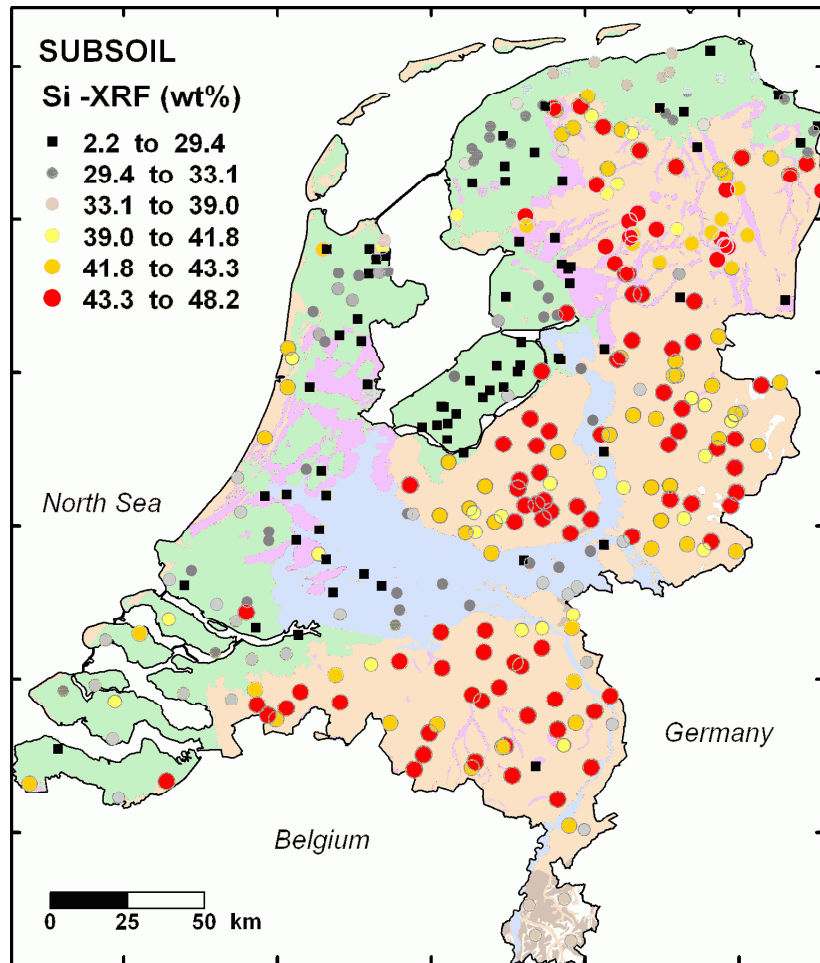 SUBSOIL
Si -XRF (wt%)
2.2 to 29.4
29.4 to 33.1
33.1 to 39.0
39.0 to 41.8
41.8 to 43.3
43.3 to 48.2
North Sea
Germany
Belgium
0 25 50 km